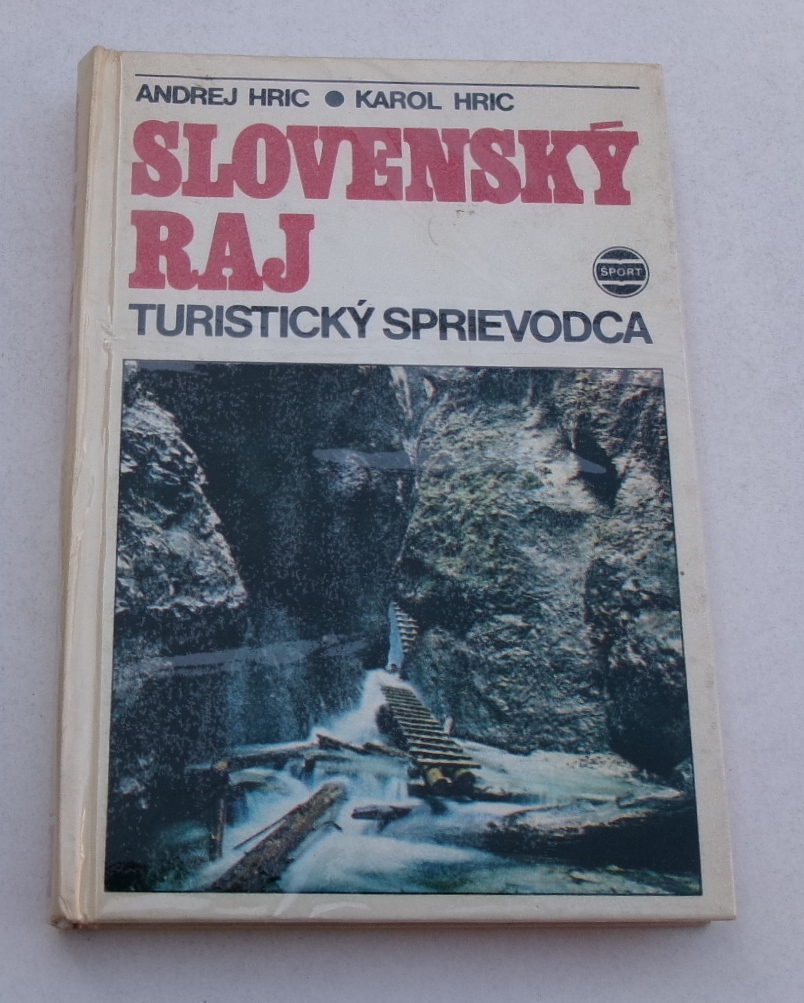 ANDREJ HRIC ● KAROL HRIC
SLOVENSKÝ
RAJ
ŠPORT
TURISTICKÝ SPRIEVODCA